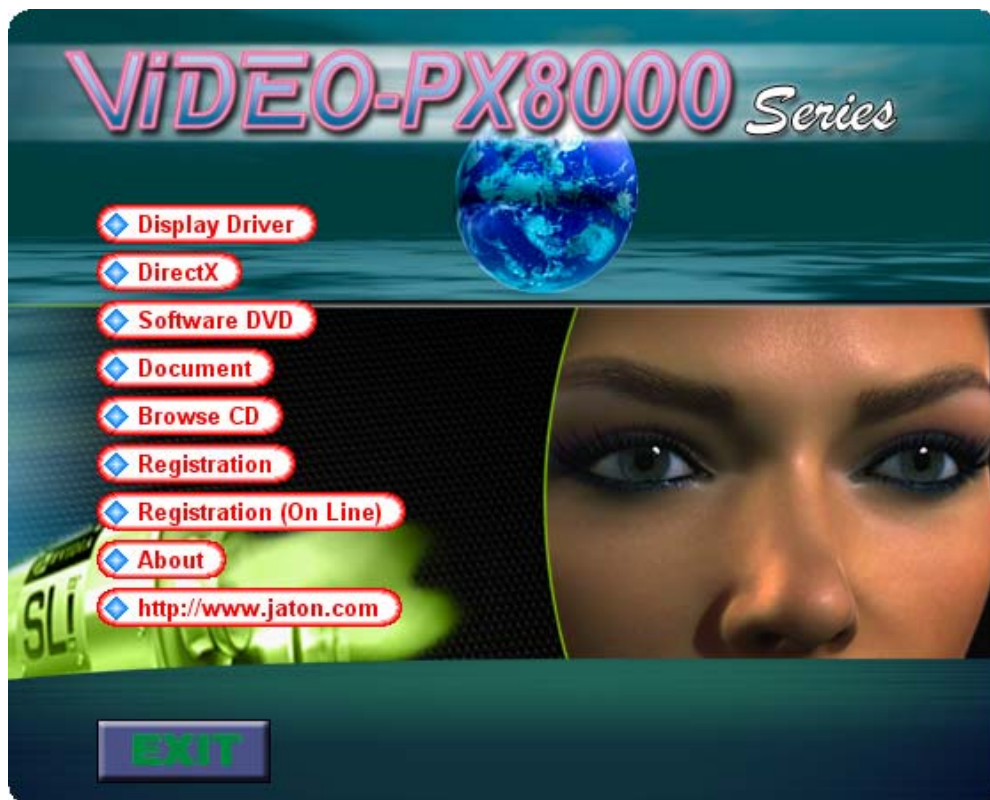 ViDEO-PX8000 Series
Display Driver
DirectX
Software DVD
Document
Browse CD
Registration
Registration (On Line)
About
http://www.jaton.com
SLi
EXIT